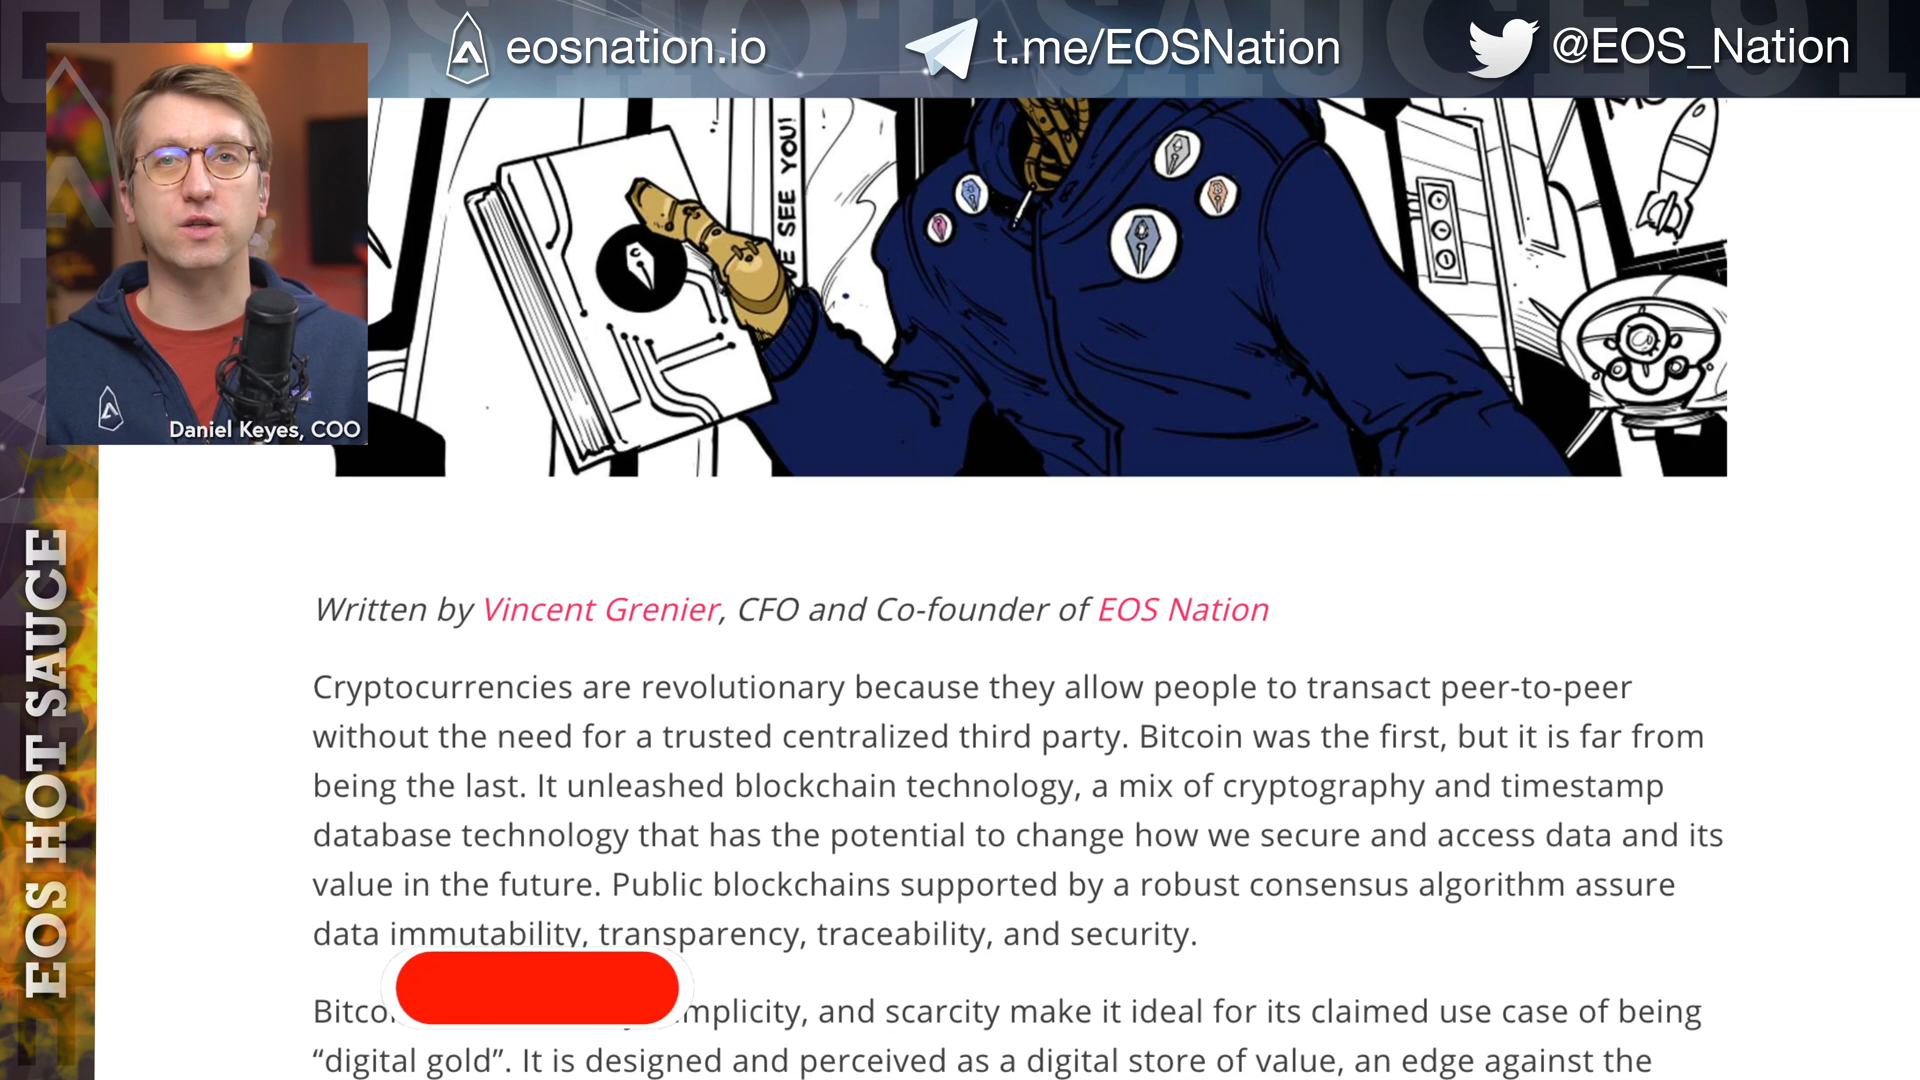 eosnation.io
t.me/EOSNation
@EOS_Nation
Daniel Keyes, COO
EOS HOT SAUCE
SEE YOU!
Written by Vincent Grenier, CFO and Co-founder of EOS Nation
Cryptocurrencies are revolutionary because they allow people to transact peer-to-peer
without the need for a trusted centralized third party. Bitcoin was the first, but it is far from
being the last. It unleashed blockchain technology, a mix of cryptography and timestamp
database technology that has the potential to change how we secure and access data and its
value in the future. Public blockchains supported by a robust consensus algorithm assure
data immutability, transparency, traceability, and security.
and scarcity make it ideal for its claimed use case of being
“digital gold”. It is designed and perceived as a digital store of value, an edge against the